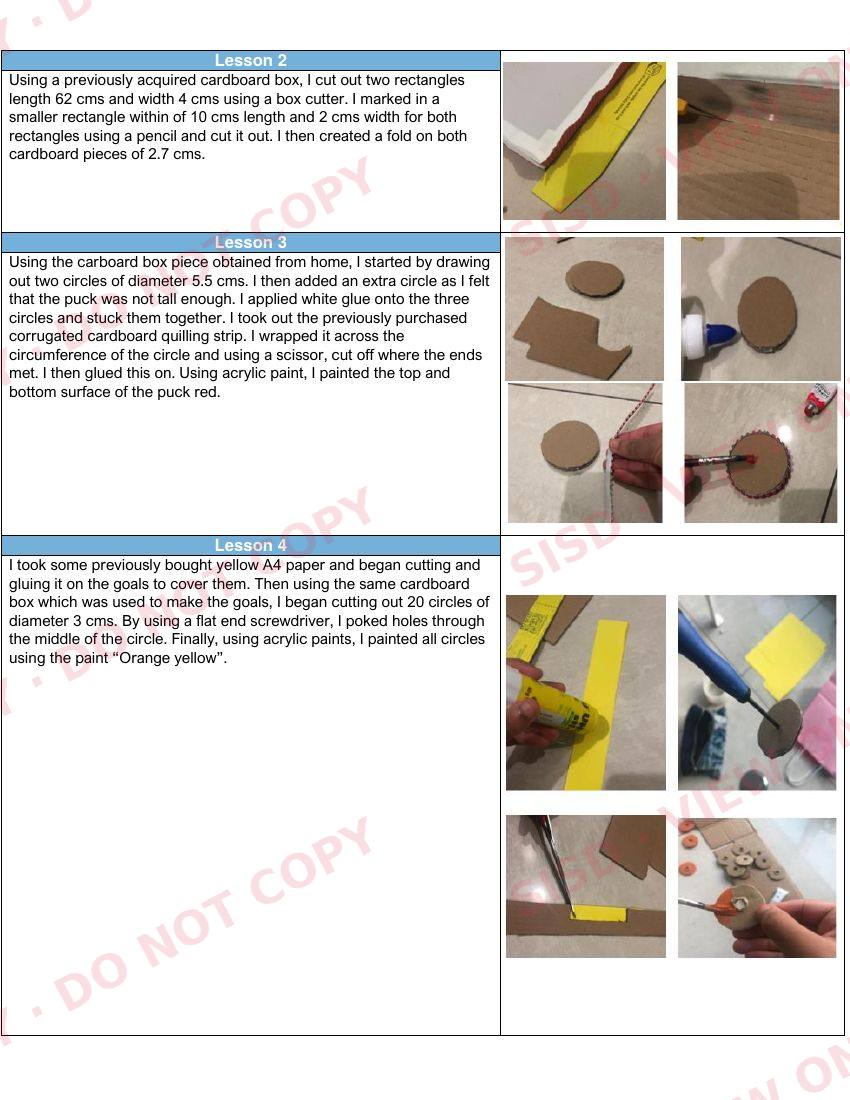 Lesson 2
Using a previously acquired cardboard box, I cut out two rectangles
length 62 cms and width 4 cms using a box cutter. I marked in a
smaller rectangle within of 10 cms length and 2 cms width for both
rectangles using a pencil and cut it out. I then created a fold on both
cardboard pieces of 2.7 cms.
Lesson 3
Using the carboard box piece obtained from home, I started by drawing
out two circles of diameter 5.5 cms. I then added an extra circle as I felt
that the puck was not tall enough. I applied white glue onto the three
circles and stuck them together. I took out the previously purchased
corrugated cardboard quilling strip. I wrapped it across the
circumference of the circle and using a scissor, cut off where the ends
met. I then glued this on. Using acrylic paint, I painted the top and
bottom surface of the puck red.
Lesson 4
I took some previously bought yellow A4 paper and began cutting and
gluing it on the goals to cover them. Then using the same cardboard
box which was used to make the goals, I began cutting out 20 circles of
diameter 3 cms. By using a flat end screwdriver, I poked holes through
the middle of the circle. Finally, using acrylic paints, I painted all circles
using the paint “Orange yellow”.
Y · DO NOT COPY
SISD · VIEW ON
Y · DO NOT COPY
SISD · VIEW ON
Y · DO NOT COPY
SISD · VIEW ON